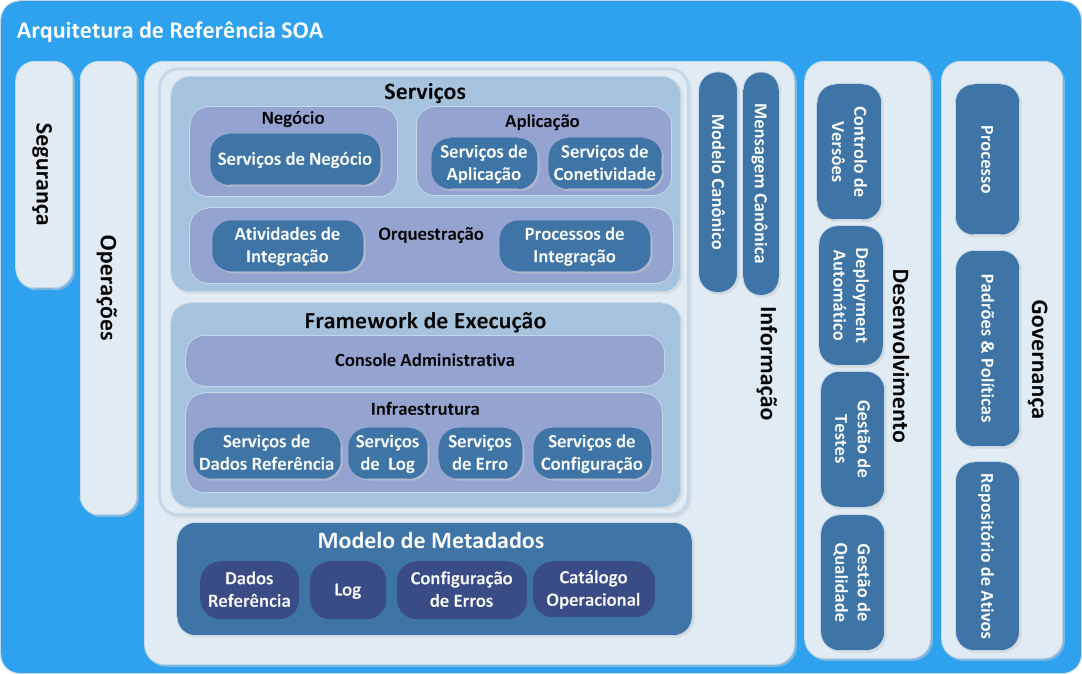 Arquitetura de Referência SOA
Segurança
Operações
Serviços
Negócio
Serviços de Negócio
Aplicação
Serviços de
Aplicação
Serviços de
Conetividade
Orquestração
Atividades de
Integração
Processos de
Integração
Framework de Execução
Console Administrativa
Infraestrutura
Serviços de
Dados Referência
Serviços
de Log
Serviços
de Erro
Serviços de
Configuração
Modelo de Metadados
Dados
Referência
Log
Configuração
de Erros
Catálogo
Operacional
Modelo Canônico
Mensagem Canônica
Informação
Controlo de
Versôes
Deployment
Automático
Gestão de
Testes
Gestão de
Qualidade
Desenvolvimento
Processo
Padrões & Políticas
Repositório de Ativos
Governança